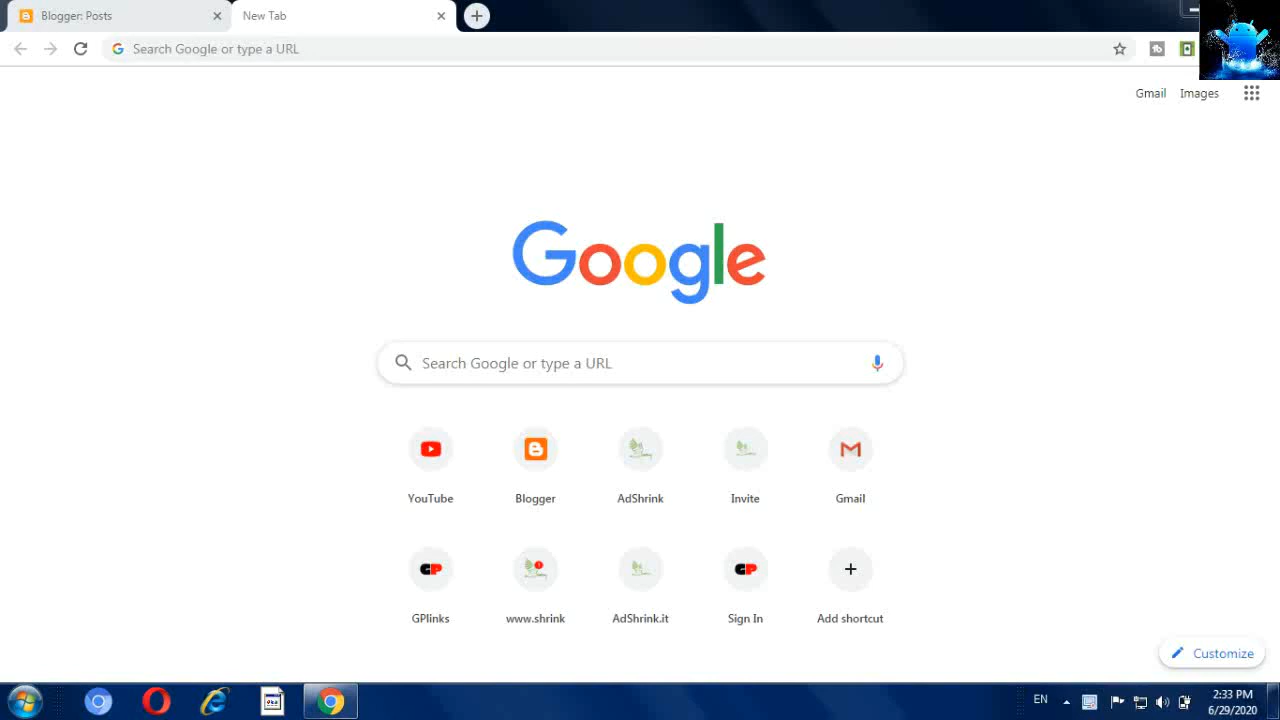 Blogger: Posts
New Tab
Search Google or type a URL
Gmail Images
Google
Search Google or type a URL
YouTube Blogger AdShrink Invite Gmail
GPlinks www.shrink AdShrink.it Sign In Add shortcut
Customize
EN
2:33 PM
6/29/2020